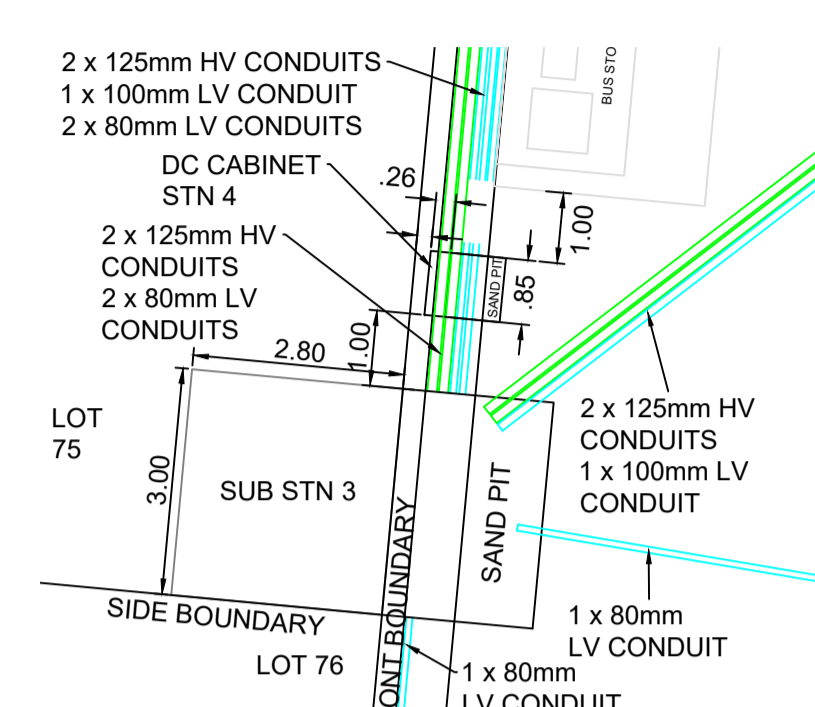 2 x 125mm HV CONDUITS
1 x 100mm LV CONDUIT
2 x 80mm LV CONDUITS
BUS STO
DC CABINET
STN 4
.26
1.00
2 x 125mm HV
CONDUITS
2 x 80mm LV
CONDUITS
SAND PIT
.85
1.00
2.80
LOT
75
3.00
SUB STN 3
SAND PIT
2 x 125mm HV
CONDUITS
1 x 100mm LV
CONDUIT
ONT BOUNDARY
SIDE BOUNDARY
1 x 80mm
LV CONDUIT
LOT 76
1 x 80mm
LV CONDUIT